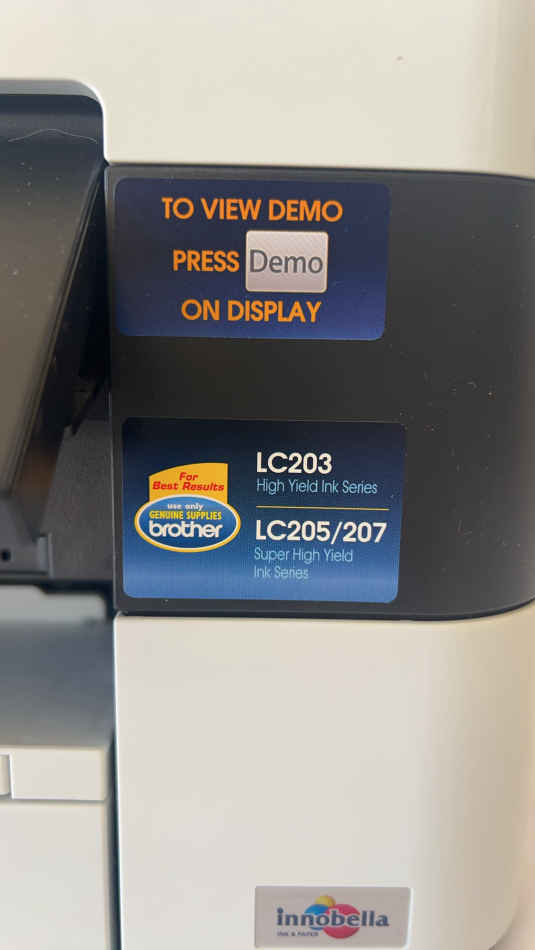 TO VIEW DEMO
PRESS Demo
ON DISPLAY
For
Best Results
use only
GENUINE SUPPLIES
brother
LC203
High Yield Ink Series
LC205/207
Super High Yield
Ink Series
innobella
INK & PAPER